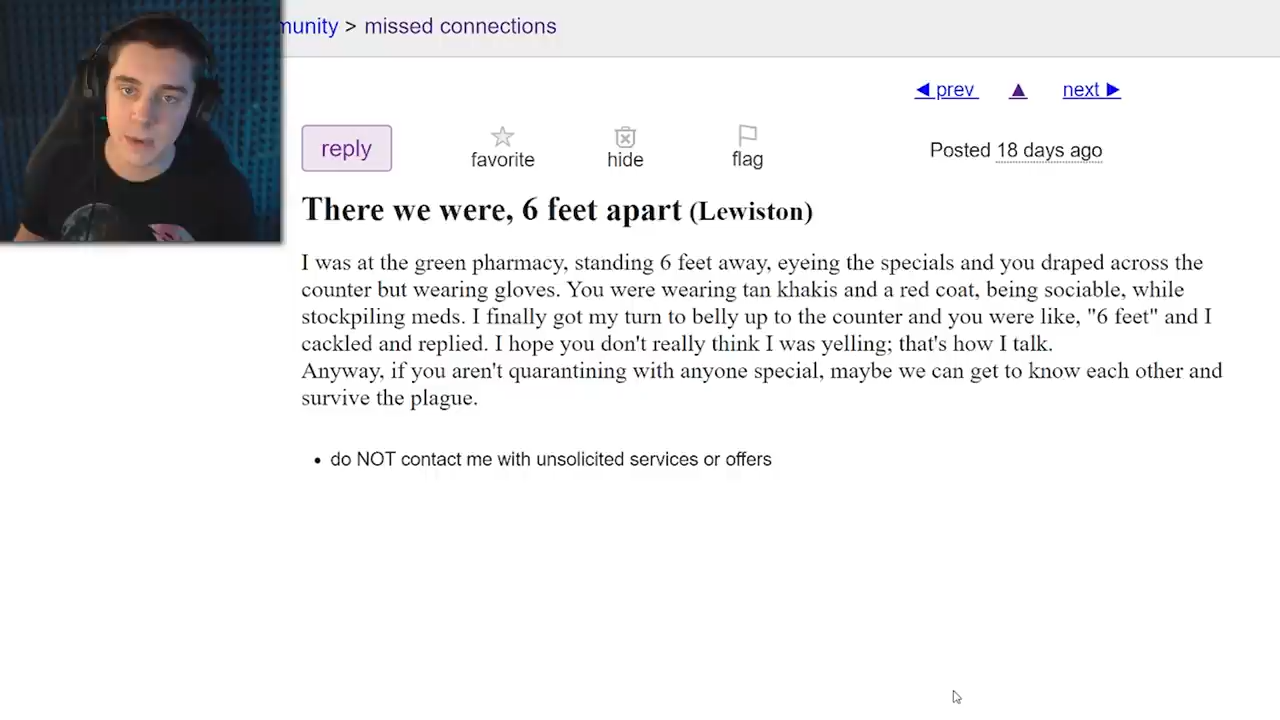 munity > missed connections
◀ prev ▲ next ▶
reply favorite hide flag Posted 18 days ago
There we were, 6 feet apart (Lewiston)
I was at the green pharmacy, standing 6 feet away, eyeing the specials and you draped across the
counter but wearing gloves. You were wearing tan khakis and a red coat, being sociable, while
stockpiling meds. I finally got my turn to belly up to the counter and you were like, "6 feet" and I
cackled and replied. I hope you don't really think I was yelling; that's how I talk.
Anyway, if you aren't quarantining with anyone special, maybe we can get to know each other and
survive the plague.
• do NOT contact me with unsolicited services or offers